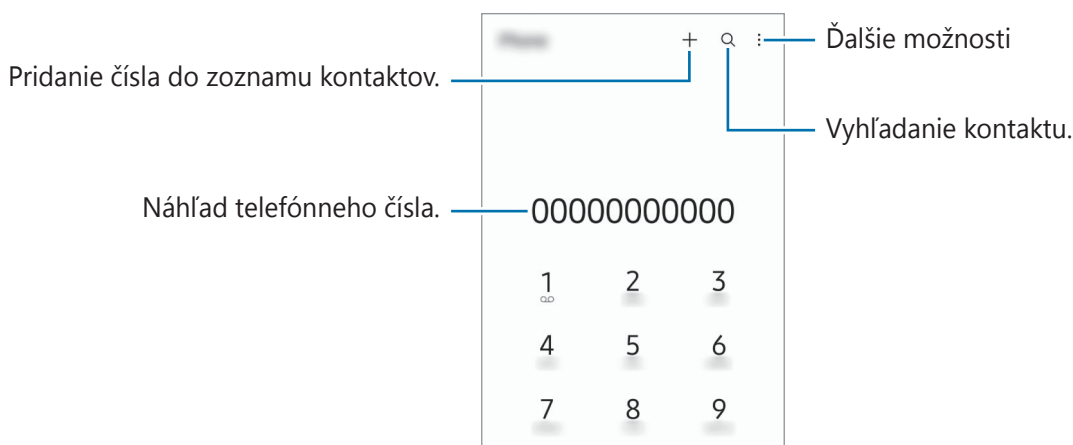 Phone
Ďalšie možnosti
Pridanie čísla do zoznamu kontaktov.
Vyhľadanie kontaktu.
Náhľad telefónneho čísla.
00000000000
1 2 3
4 5 6
7 8 9